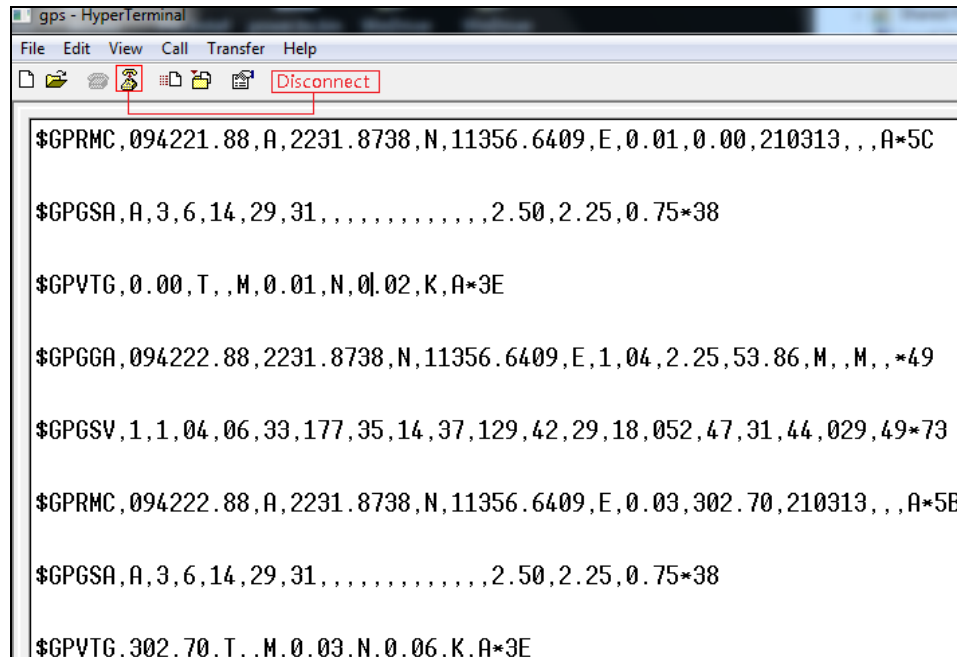 gps - HyperTerminal
File Edit View Call Transfer Help
Disconnect
$GPRMC,094221.88,A,2231.8738,N,11356.6409,E,0.01,0.00,210313,,,A*5C
$GPGSA,A,3,6,14,29,31,,,,,,,,,,,,,2.50,2.25,0.75*38
$GPVTG,0.00,T,,M,0.01,N,0.02,K,A*3E
$GPGGA,094222.88,2231.8738,N,11356.6409,E,1,04,2.25,53.86,M,,M,,*49
$GPGSV,1,1,04,06,33,177,35,14,37,129,42,29,18,052,47,31,44,029,49*73
$GPRMC,094222.88,A,2231.8738,N,11356.6409,E,0.03,302.70,210313,,,A*5B
$GPGSA,A,3,6,14,29,31,,,,,,,,,,,,,2.50,2.25,0.75*38
$GPVTG,302.70,T,,M,0.03,N,0.06,K,A*3E